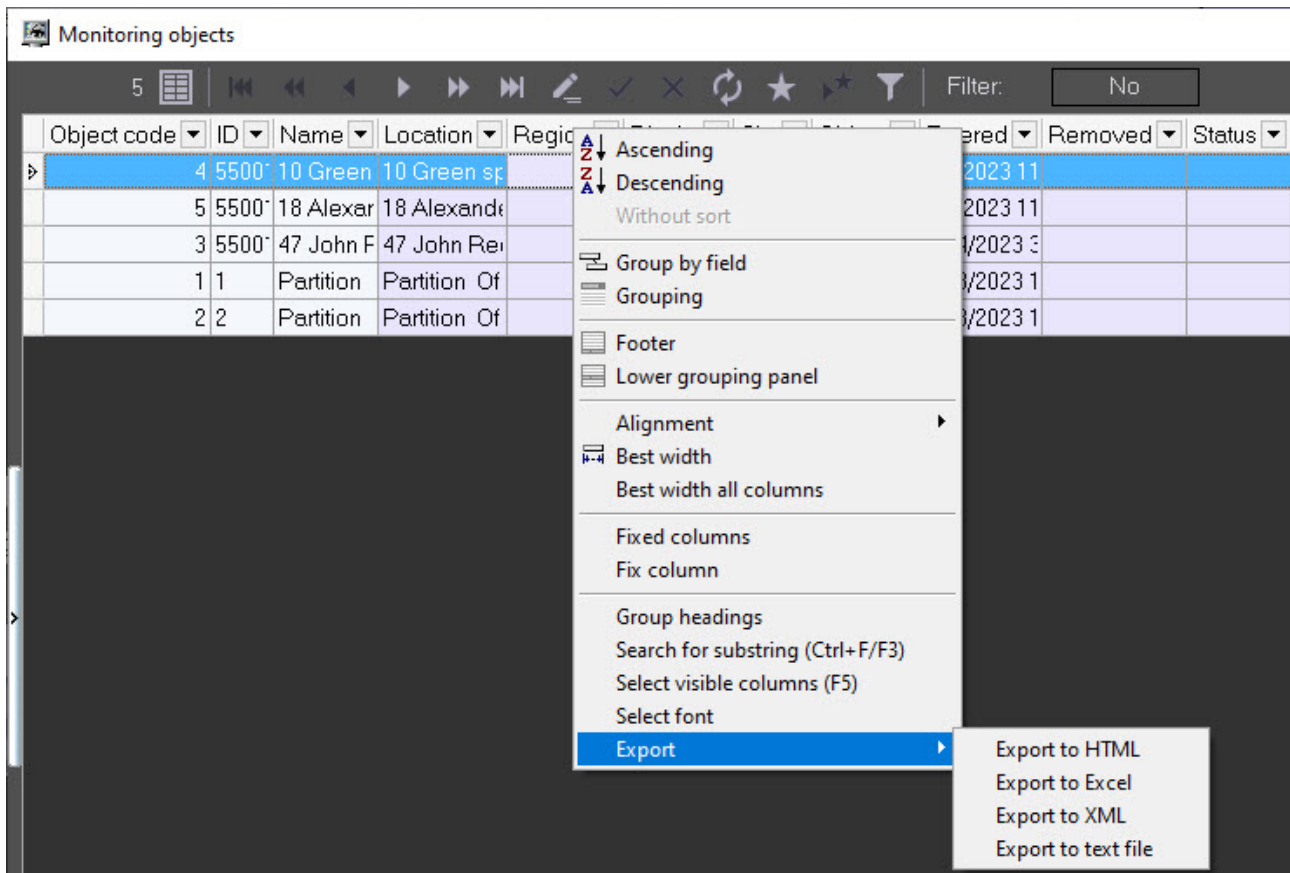 Monitoring objects
5 Filter: No
Object code ID Name Location Removed Status
4 5500 10 Green 10 Green sp 2023 11
5 5500 18 Alexar 18 Alexande 2023 11
3 5500 47 John F 47 John Re /2023
1 1 Partition Partition Of /2023 1
2 2 Partition Partition Of /2023 1
Ascending
Descending
Without sort
Group by field
Grouping
Footer
Lower grouping panel
Alignment
Best width
Best width all columns
Fixed columns
Fix column
Group headings
Search for substring (Ctrl+F/F3)
Select visible columns (F5)
Select font
Export
Export to HTML
Export to Excel
Export to XML
Export to text file